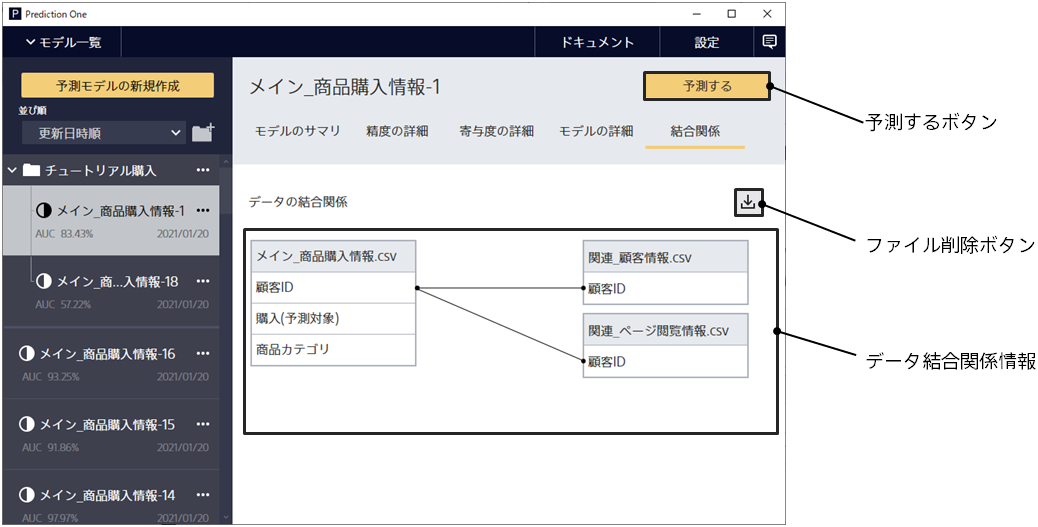 Prediction One
モデル一覧
ドキュメント
設定
予測モデルの新規作成
並び順
更新日時順
チュートリアル購入
メイン_商品購入情報-1
AUC 83.43%
2021/01/20
メイン_商...入情報-18
AUC 57.22%
2021/01/20
メイン_商品購入情報-16
AUC 93.25%
2021/01/20
メイン_商品購入情報-15
AUC 91.86%
2021/01/20
メイン_商品購入情報-14
AUC 97.97%
2021/01/20
メイン_商品購入情報-1
予測する
モデルのサマリ
精度の詳細
寄与度の詳細
モデルの詳細
結合関係
データの結合関係
メイン_商品購入情報.csv
顧客ID
購入(予測対象)
商品カテゴリ
関連_顧客情報.csv
顧客ID
関連_ページ閲覧情報.csv
顧客ID
予測するボタン
ファイル削除ボタン
データ結合関係情報